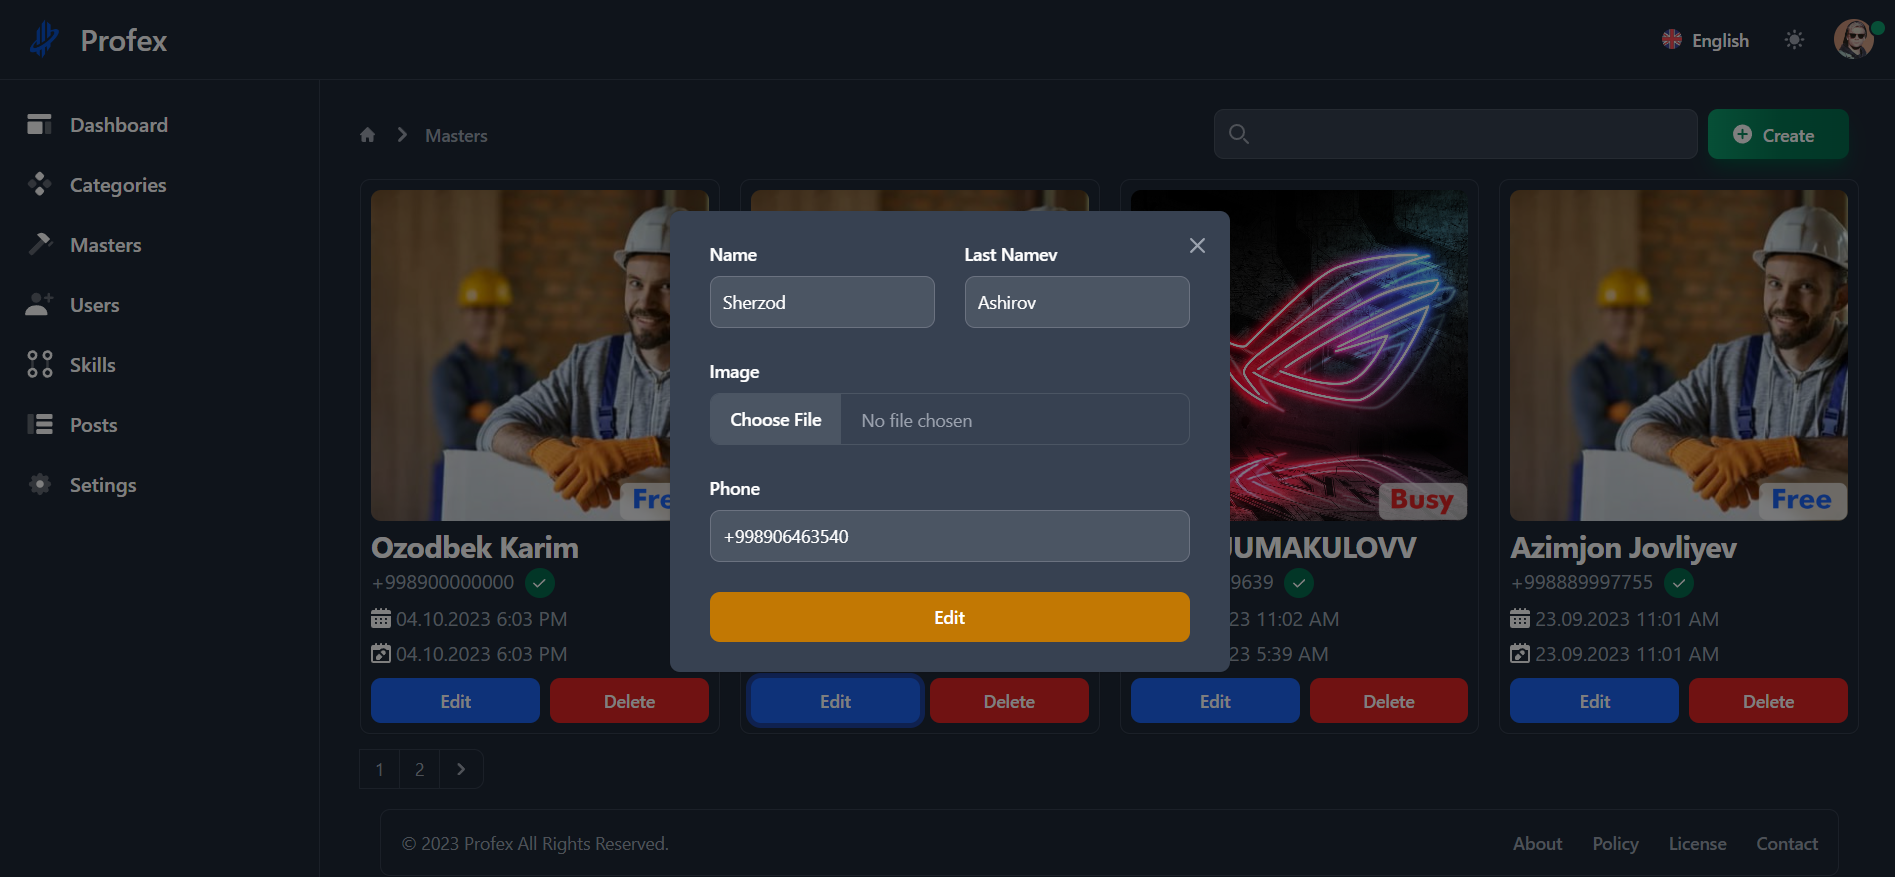 Profex
English
Dashboard
Categories
Masters
Users
Skills
Posts
Setings
Masters
Create
Name
Last Namev
Sherzod
Ashirov
Image
Choose File
No file chosen
Phone
+998906463540
Edit
Fre
Ozodbek Karim
+998900000000
04.10.2023 6:03 PM
04.10.2023 6:03 PM
Edit
Delete
Edit
Delete
Busy
JUMAKULOVV
9639
23 11:02 AM
23 5:39 AM
Edit
Delete
Free
Azimjon Jovliyev
+998889997755
23.09.2023 11:01 AM
23.09.2023 11:01 AM
Edit
Delete
1
2
© 2023 Profex All Rights Reserved.
About
Policy
License
Contact